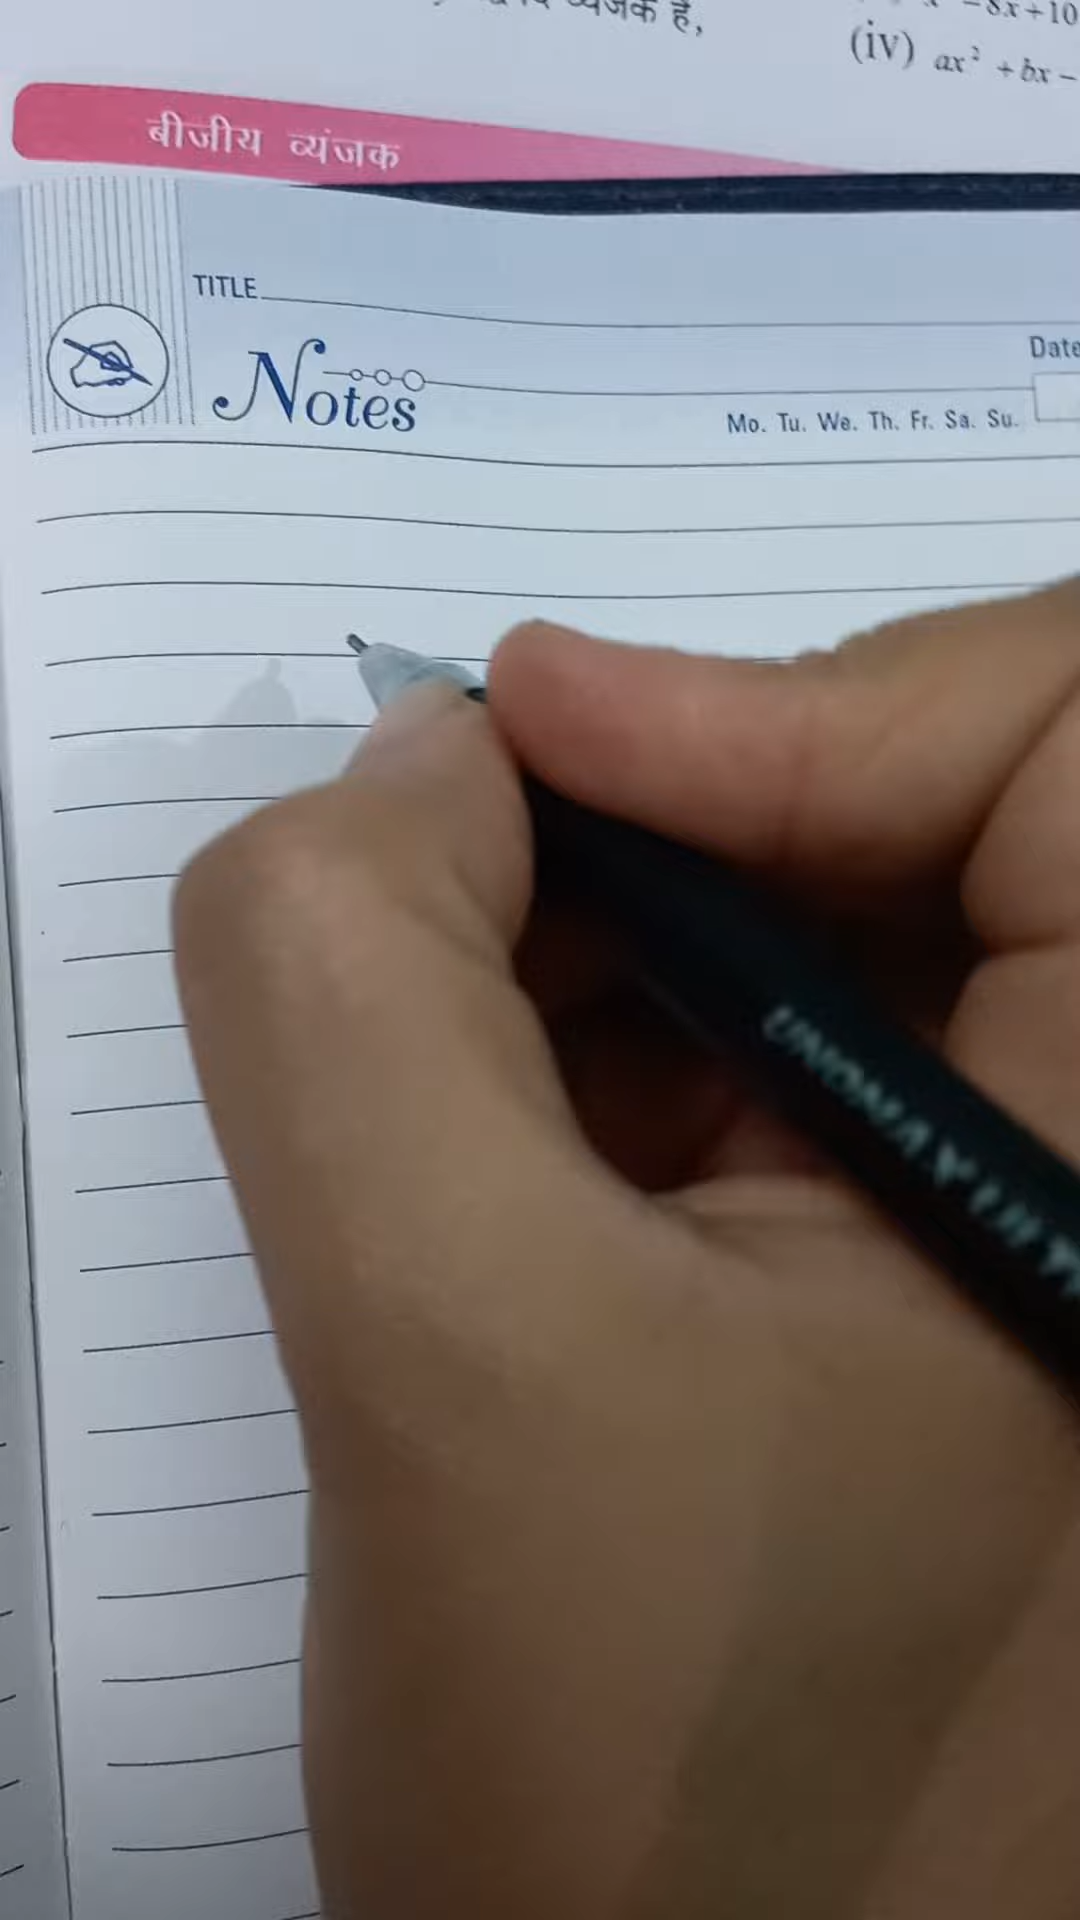 व्यंजक हैं,
-8x+10
(iv) ax² + bx -
बीजीय व्यंजक
TITLE
Notes
Date
Mo. Tu. We. Th. Fr. Sa. Su.